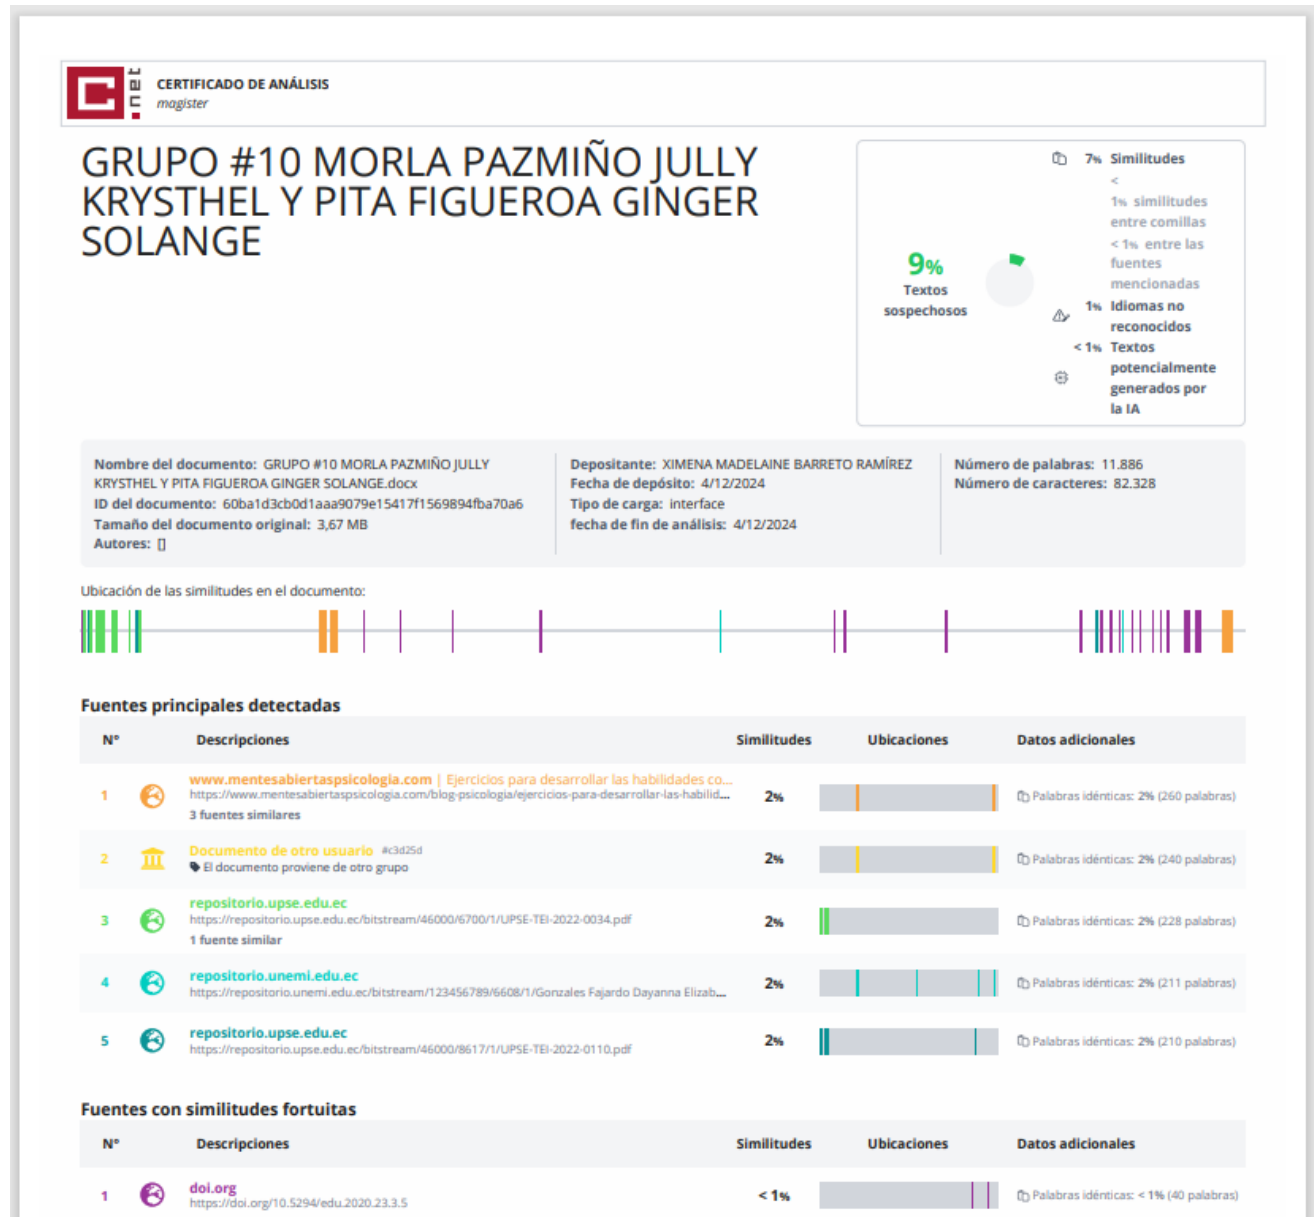 C
.net
CERTIFICADO DE ANÁLISIS
magister
GRUPO #10 MORLA PAZMIÑO JULLY
KRYSTHEL Y PITA FIGUEROA GINGER
SOLANGE
9%
Textos
sospechosos
7% Similitudes
<
1% similitudes
entre comillas
< 1% entre las
fuentes
mencionadas
1% Idiomas no
reconocidos
< 1% Textos
potencialmente
generados por
la IA
Nombre del documento: GRUPO #10 MORLA PAZMIÑO JULLY
KRYSTHEL Y PITA FIGUEROA GINGER SOLANGE.docx
ID del documento: 60ba1d3cb0d1aaa9079e15417f1569894fba70a6
Tamaño del documento original: 3,67 MB
Autores: []
Depositante: XIMENA MADELAINE BARRETO RAMÍREZ
Fecha de depósito: 4/12/2024
Tipo de carga: interface
fecha de fin de análisis: 4/12/2024
Número de palabras: 11.886
Número de caracteres: 82.328
Ubicación de las similitudes en el documento:
Fuentes principales detectadas
N° Descripciones Similitudes Ubicaciones Datos adicionales
www.mentesabiertaspsicologia.com | Ejercicios para desarrollar las habilidades co...
https://www.mentesabiertaspsicologia.com/blog-psicologia/ejercicios-para-desarrollar-las-habilid...
1 2% Palabras idénticas: 2% (260 palabras)
3 fuentes similares
Documento de otro usuario #c3d25d
2 2% Palabras idénticas: 2% (240 palabras)
El documento proviene de otro grupo
repositorio.upse.edu.ec
https://repositorio.upse.edu.ec/bitstream/46000/6700/1/UPSE-TEI-2022-0034.pdf
3 2% Palabras idénticas: 2% (228 palabras)
1 fuente similar
repositorio.unemi.edu.ec
4 2% Palabras idénticas: 2% (211 palabras)
https://repositorio.unemi.edu.ec/bitstream/123456789/6608/1/Gonzales Fajardo Dayanna Elizab...
repositorio.upse.edu.ec
5 2% Palabras idénticas: 2% (210 palabras)
https://repositorio.upse.edu.ec/bitstream/46000/8617/1/UPSE-TEI-2022-0110.pdf
Fuentes con similitudes fortuitas
N° Descripciones Similitudes Ubicaciones Datos adicionales
doi.org
1 < 1% Palabras idénticas: < 1% (40 palabras)
https://doi.org/10.5294/edu.2020.23.3.5